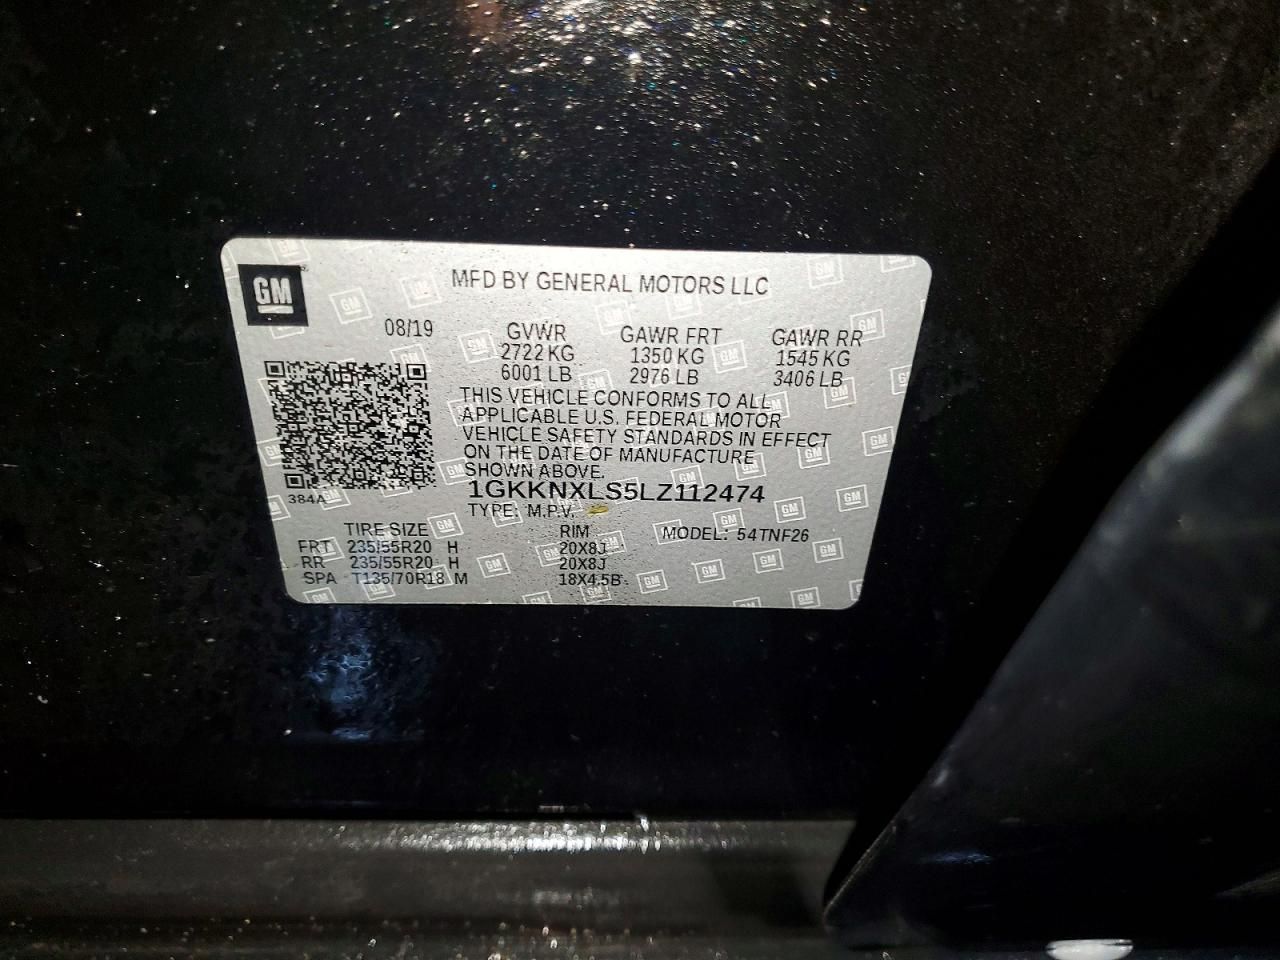 GM
MFD BY GENERAL MOTORS LLC
08/19
GVWR GAWR FRT GAWR RR
2722 KG 1350 KG 1545 KG
6001 LB 2976 LB 3406 LB
THIS VEHICLE CONFORMS TO ALL
APPLICABLE U.S. FEDERAL MOTOR
VEHICLE SAFETY STANDARDS IN EFFECT
ON THE DATE OF MANUFACTURE
SHOWN ABOVE.
384A
1GKKNXLS5LZ112474
TYPE: M.P.V.
TIRE SIZE RIM MODEL: 54TNF26
FRT 235/55R20 H 20X8J
RR 235/55R20 H 20X8J
SPA T135/70R18 M 18X4.5B